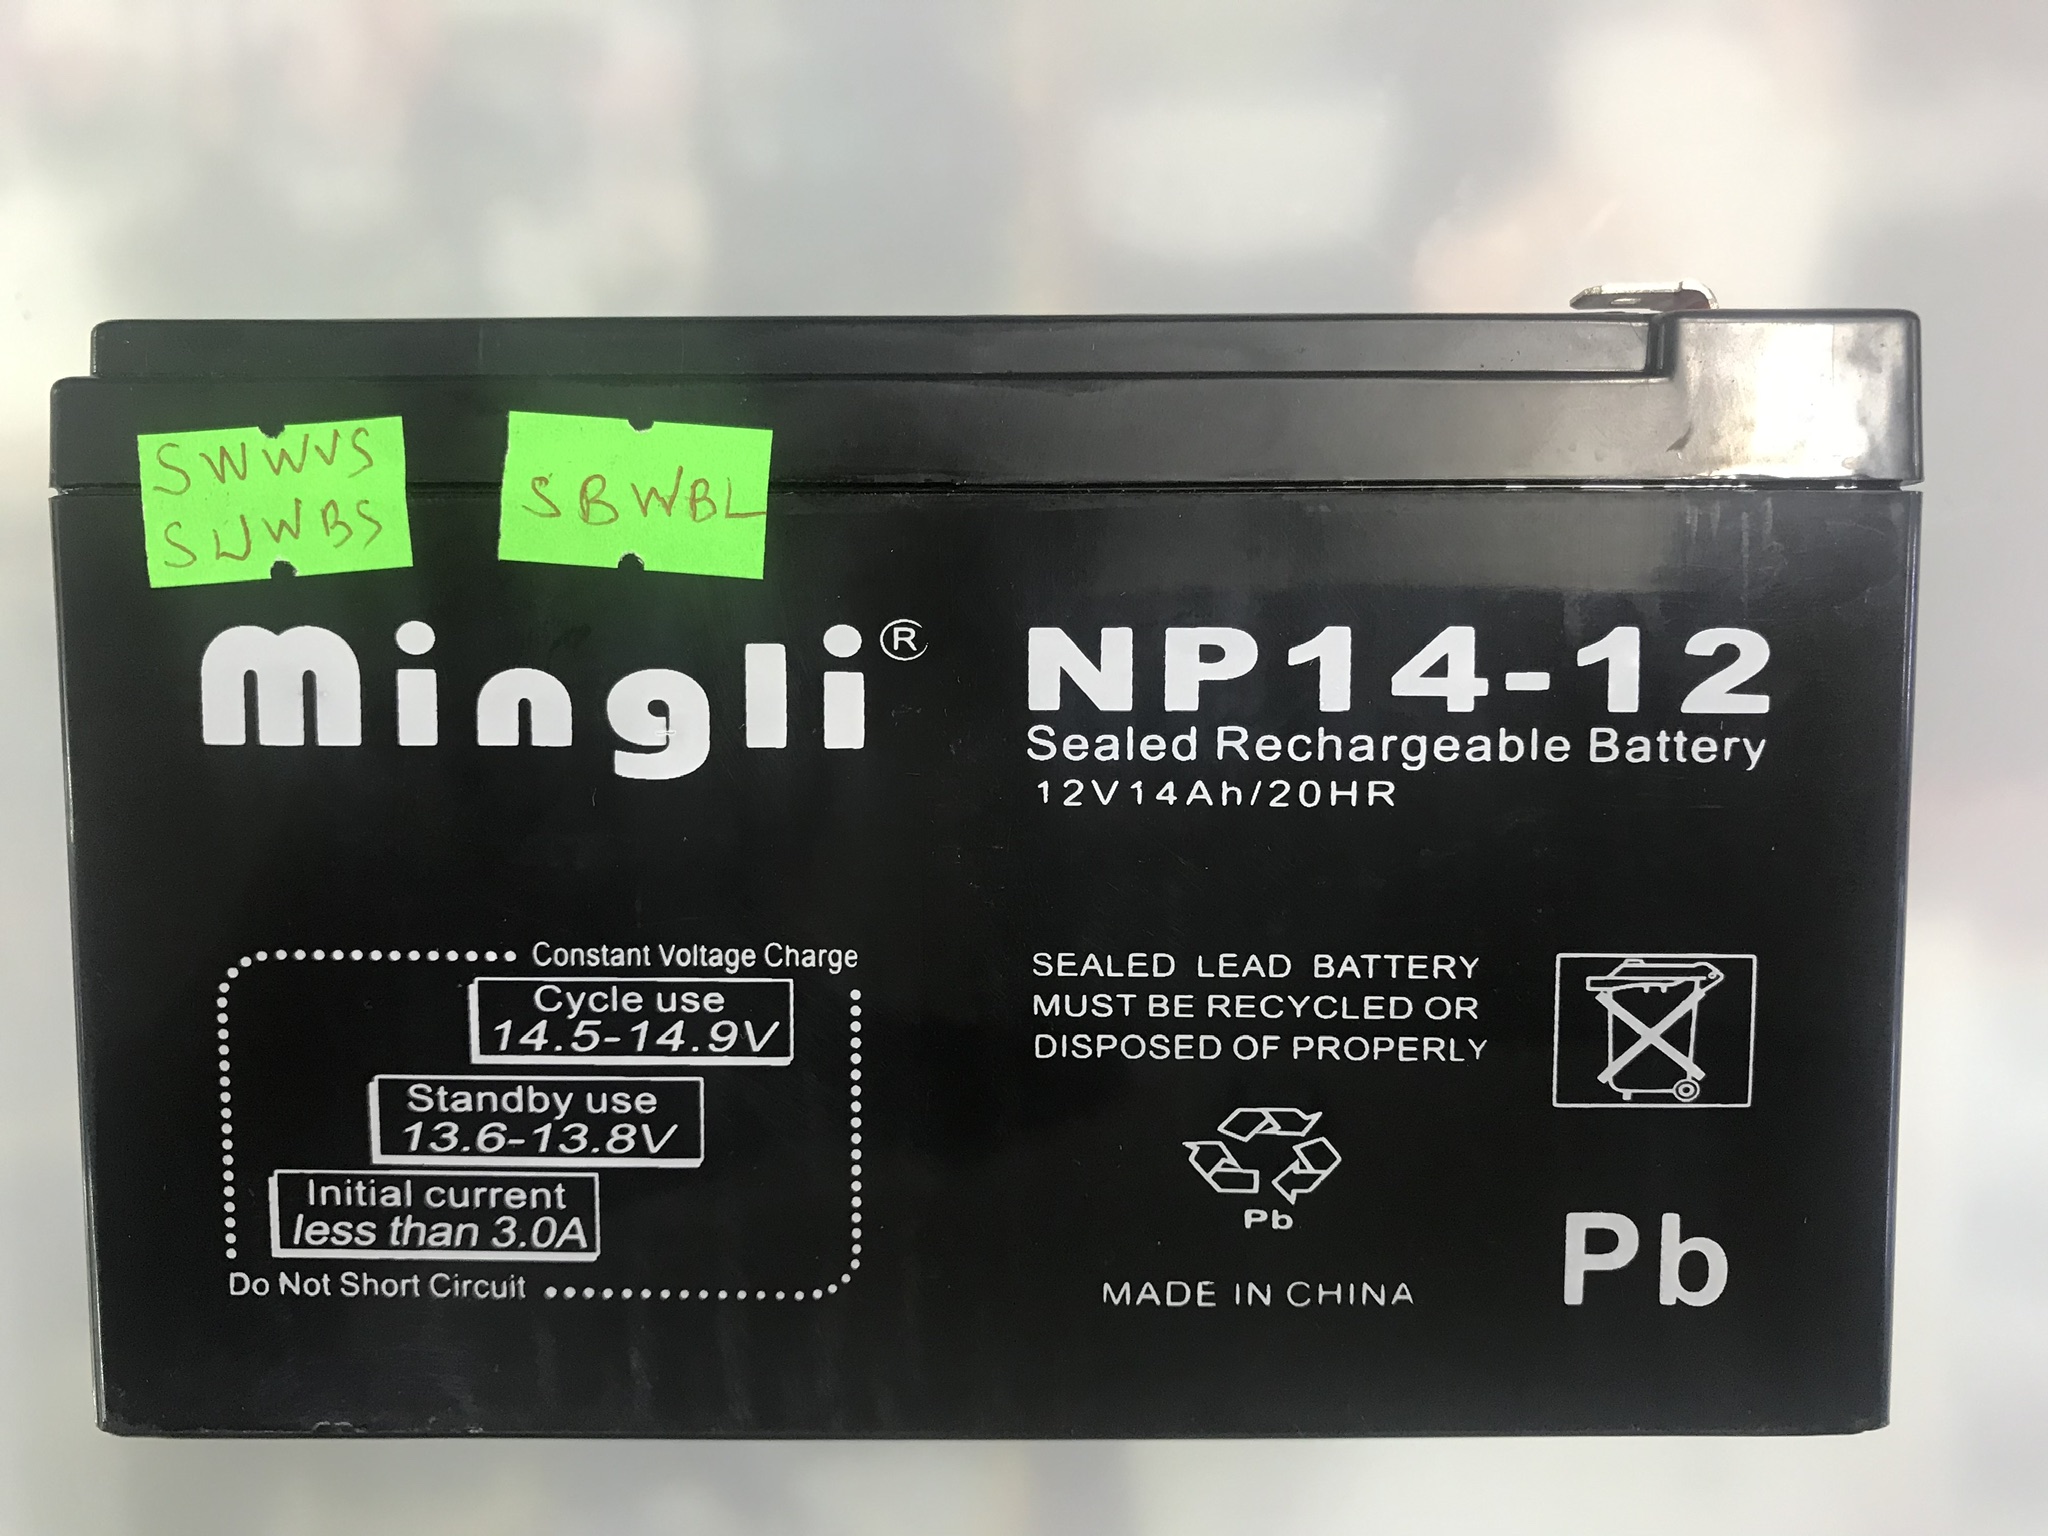 SWWVS
SWWBS
SBWBL
Mingli®
NP14-12
Sealed Rechargeable Battery
12V14Ah/20HR
Constant Voltage Charge
Cycle use
14.5-14.9V
Standby use
13.6-13.8V
Initial current
less than 3.0A
Do Not Short Circuit
SEALED LEAD BATTERY
MUST BE RECYCLED OR
DISPOSED OF PROPERLY
Pb
MADE IN CHINA
Pb